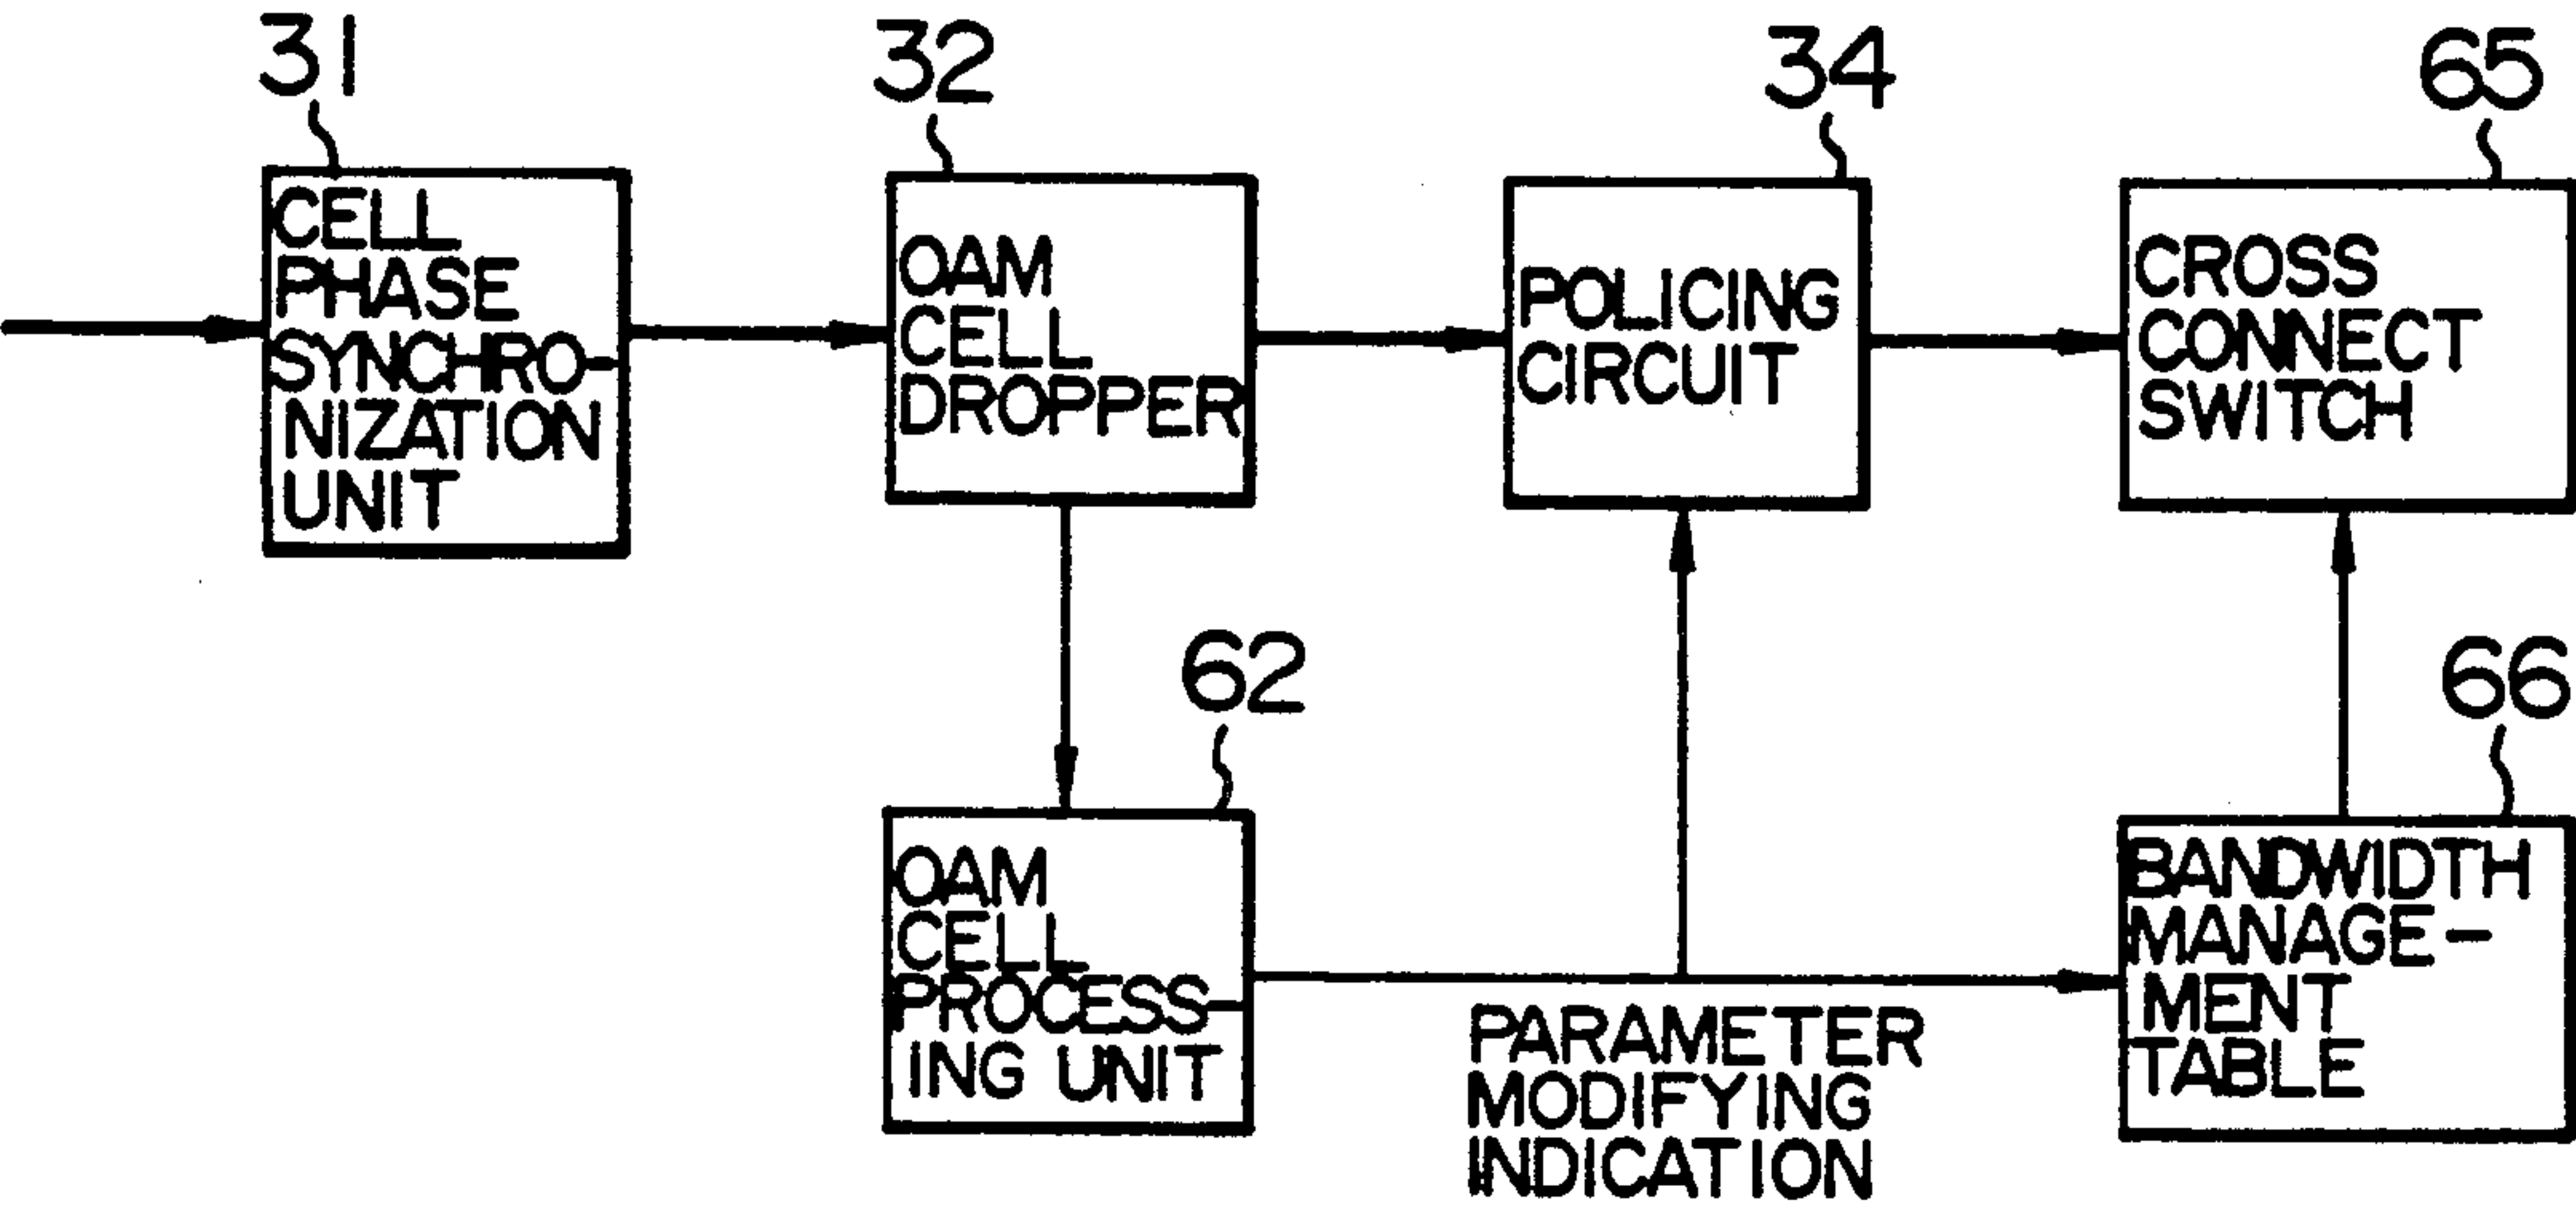 31
32
34
65
CELL
PHASE
SYNCHRO-
NIZATION
UNIT
OAM
CELL
DROPPER
POLICING
CIRCUIT
CROSS
CONNECT
SWITCH
62
66
OAM
CELL
PROCESS-
ING UNIT
PARAMETER
MODIFYING
INDICATION
BANDWIDTH
MANAGE-
MENT
TABLE